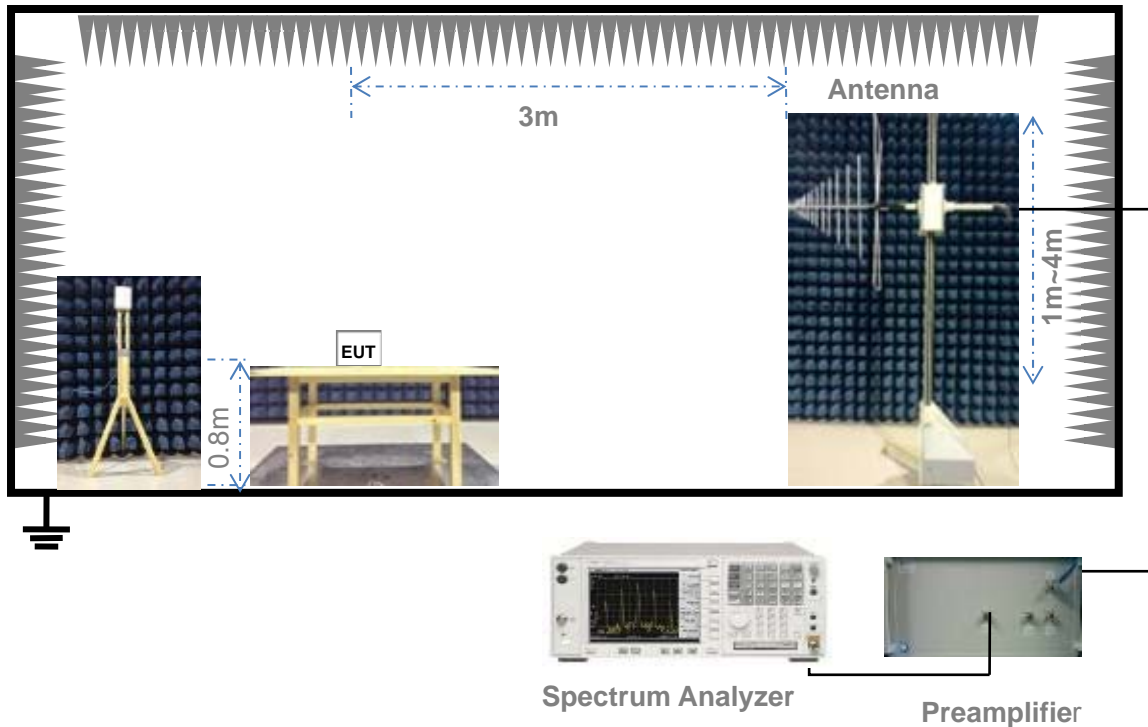 Antenna
3m
1m~4m
EUT
0.8m
Spectrum Analyzer
Preamplifier